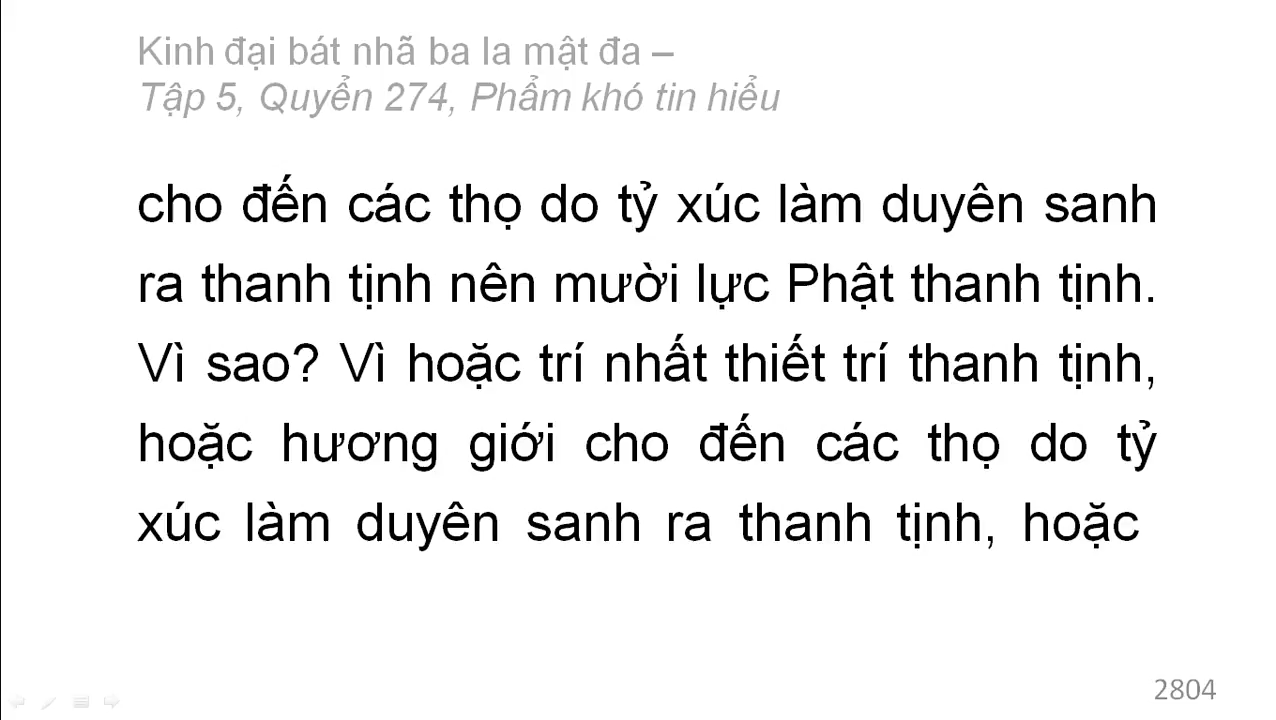 Kinh đại bát nhã ba la mật đa –
Tập 5, Quyển 274, Phẩm khó tin hiểu
cho đến các thọ do tỷ xúc làm duyên sanh
ra thanh tịnh nên mười lực Phật thanh tịnh.
Vì sao? Vì hoặc trí nhất thiết trí thanh tịnh,
hoặc hương giới cho đến các thọ do tỷ
xúc làm duyên sanh ra thanh tịnh, hoặc
2804